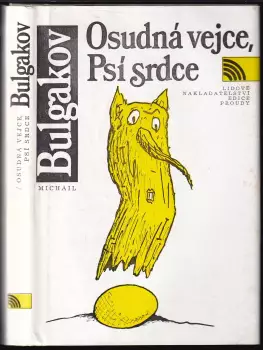 Bulgakov
/ OSUDNÁ VEJCE,
PSÍ SRDCE
Bulgakov
MICHAIL
Osudná vejce,
Psí srdce
LIDOVÉ
NAKLADATELSTVÍ
EDICE
PROUDY